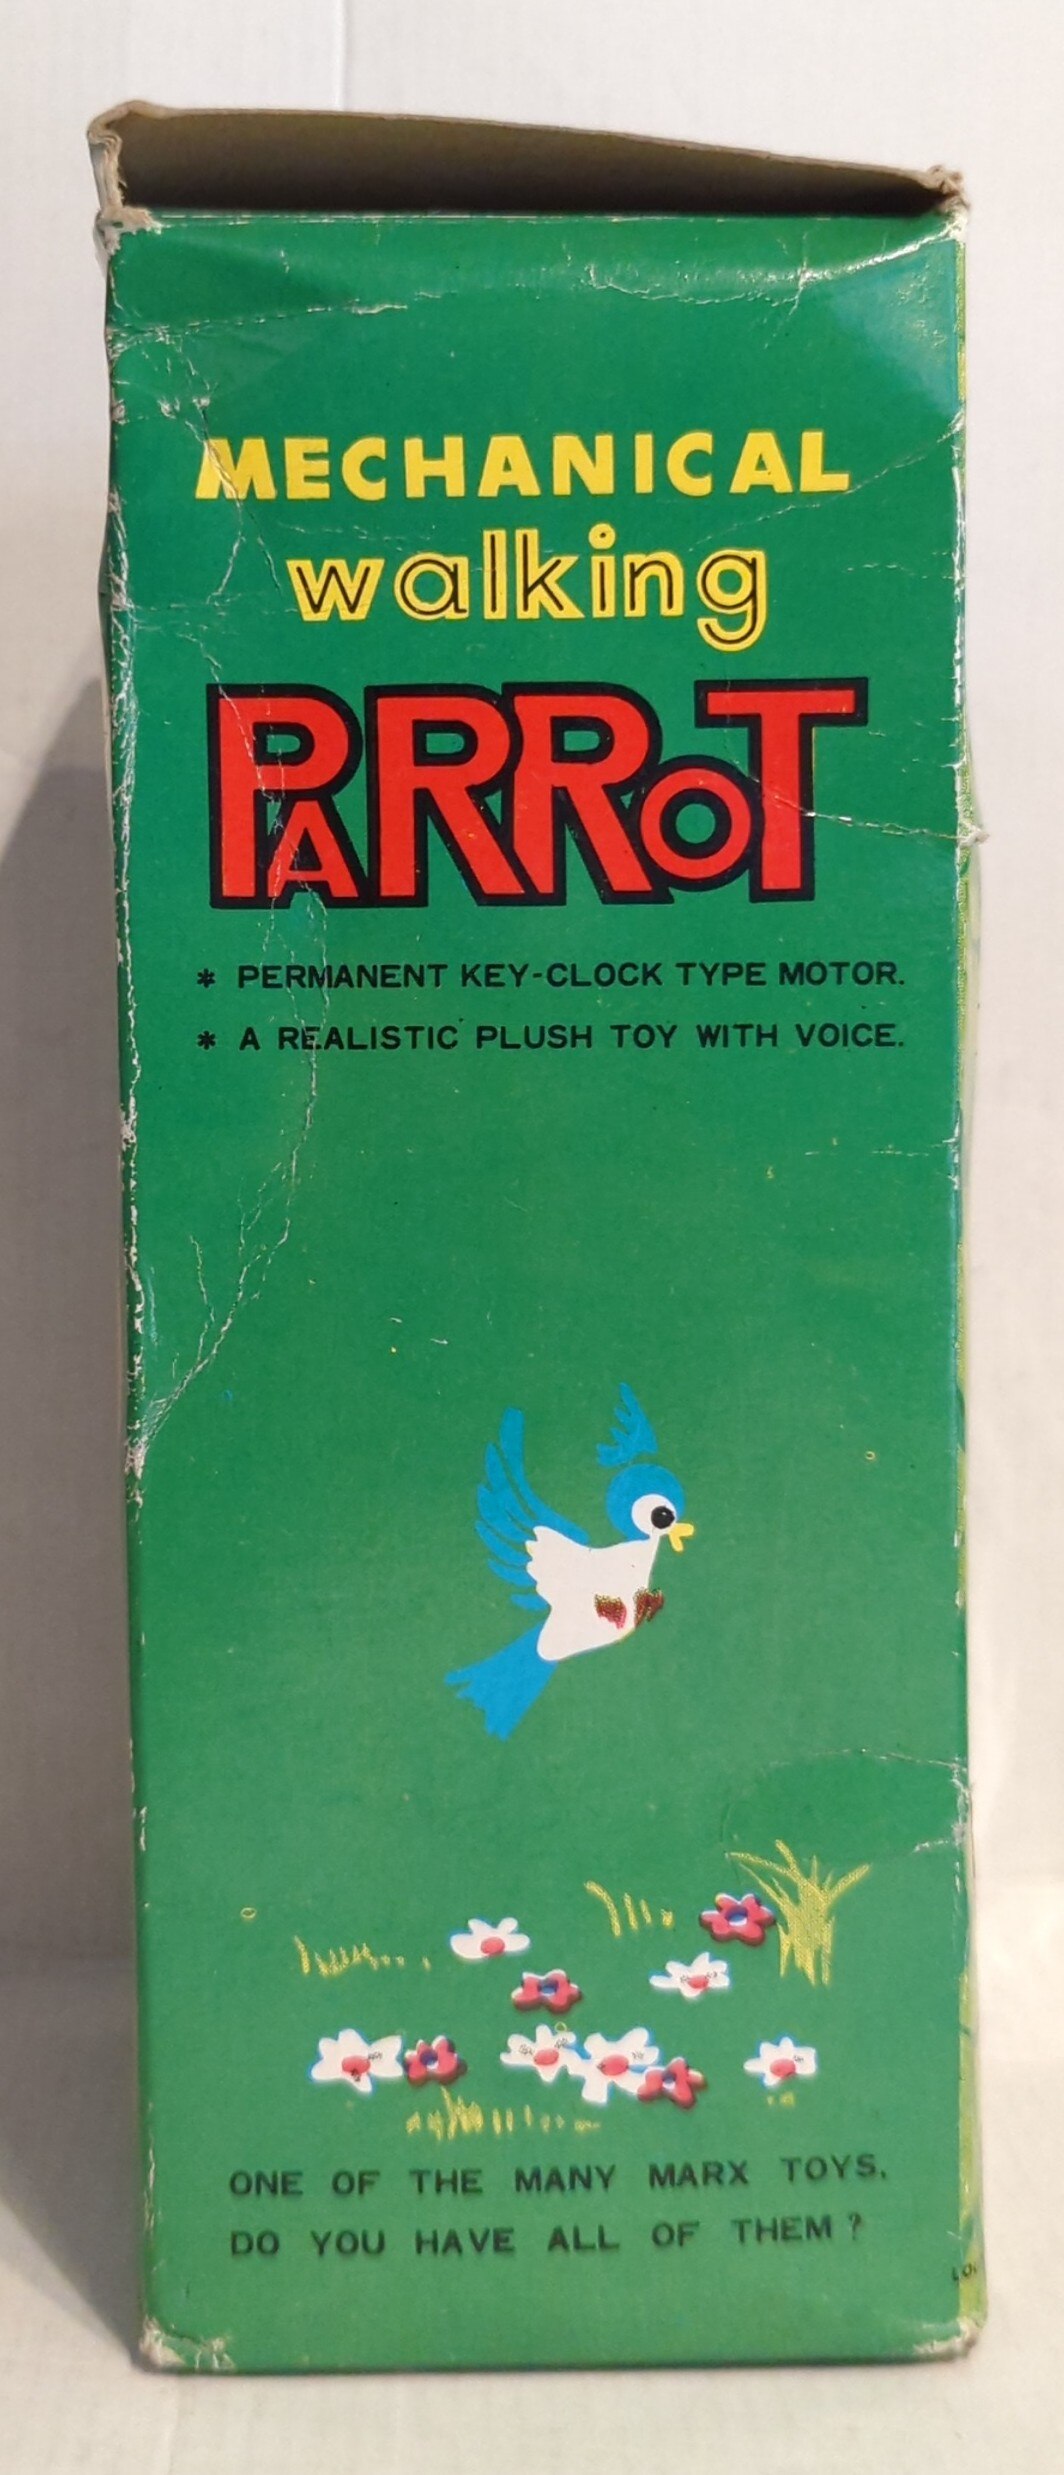 MECHANICAL
walking
PARROT
* PERMANENT KEY-CLOCK TYPE MOTOR.
* A REALISTIC PLUSH TOY WITH VOICE.
ONE OF THE MANY MARX TOYS.
DO YOU HAVE ALL OF THEM?